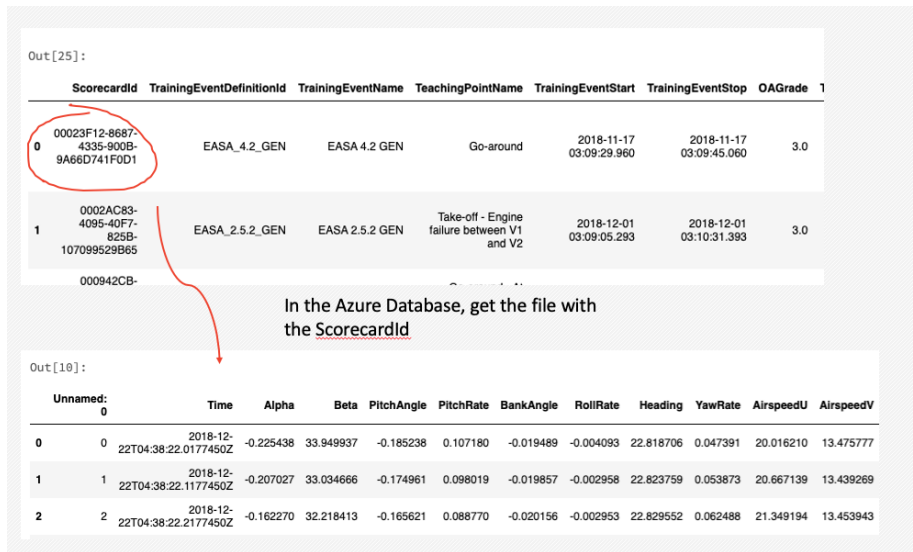 Out[25]:
ScorecardId TrainingEventDefinitionId TrainingEventName TeachingPointName TrainingEventStart TrainingEventStop OAGrade
00023F12-8687-
0 4335-900B- EASA_4.2_GEN EASA 4.2 GEN Go-around 2018-11-17 2018-11-17 3.0
9A66D741F0D1 03:09:29.960 03:09:45.060
0002AC83-
4095-40F7- Take-off - Engine
1 825B- EASA_2.5.2_GEN EASA 2.5.2 GEN failure between V1 2018-12-01 2018-12-01 3.0
107099529B65 and V2 03:09:05.293 03:10:31.393
000942CB-
In the Azure Database, get the file with
the ScorecardId
Out[10]:
Unnamed:
0 Time Alpha Beta PitchAngle PitchRate BankAngle RollRate Heading YawRate AirspeedU AirspeedV
0 0 2018-12-
22T04:38:22.0177450Z -0.225438 33.949937 -0.185238 0.107180 -0.019489 -0.004093 22.818706 0.047391 20.016210 13.475777
1 1 2018-12-
22T04:38:22.1177450Z -0.207027 33.034666 -0.174961 0.098019 -0.019857 -0.002958 22.823759 0.053873 20.667139 13.439269
2 2 2018-12-
22T04:38:22.2177450Z -0.162270 32.218413 -0.165621 0.088770 -0.020156 -0.002953 22.829552 0.062488 21.349194 13.453943